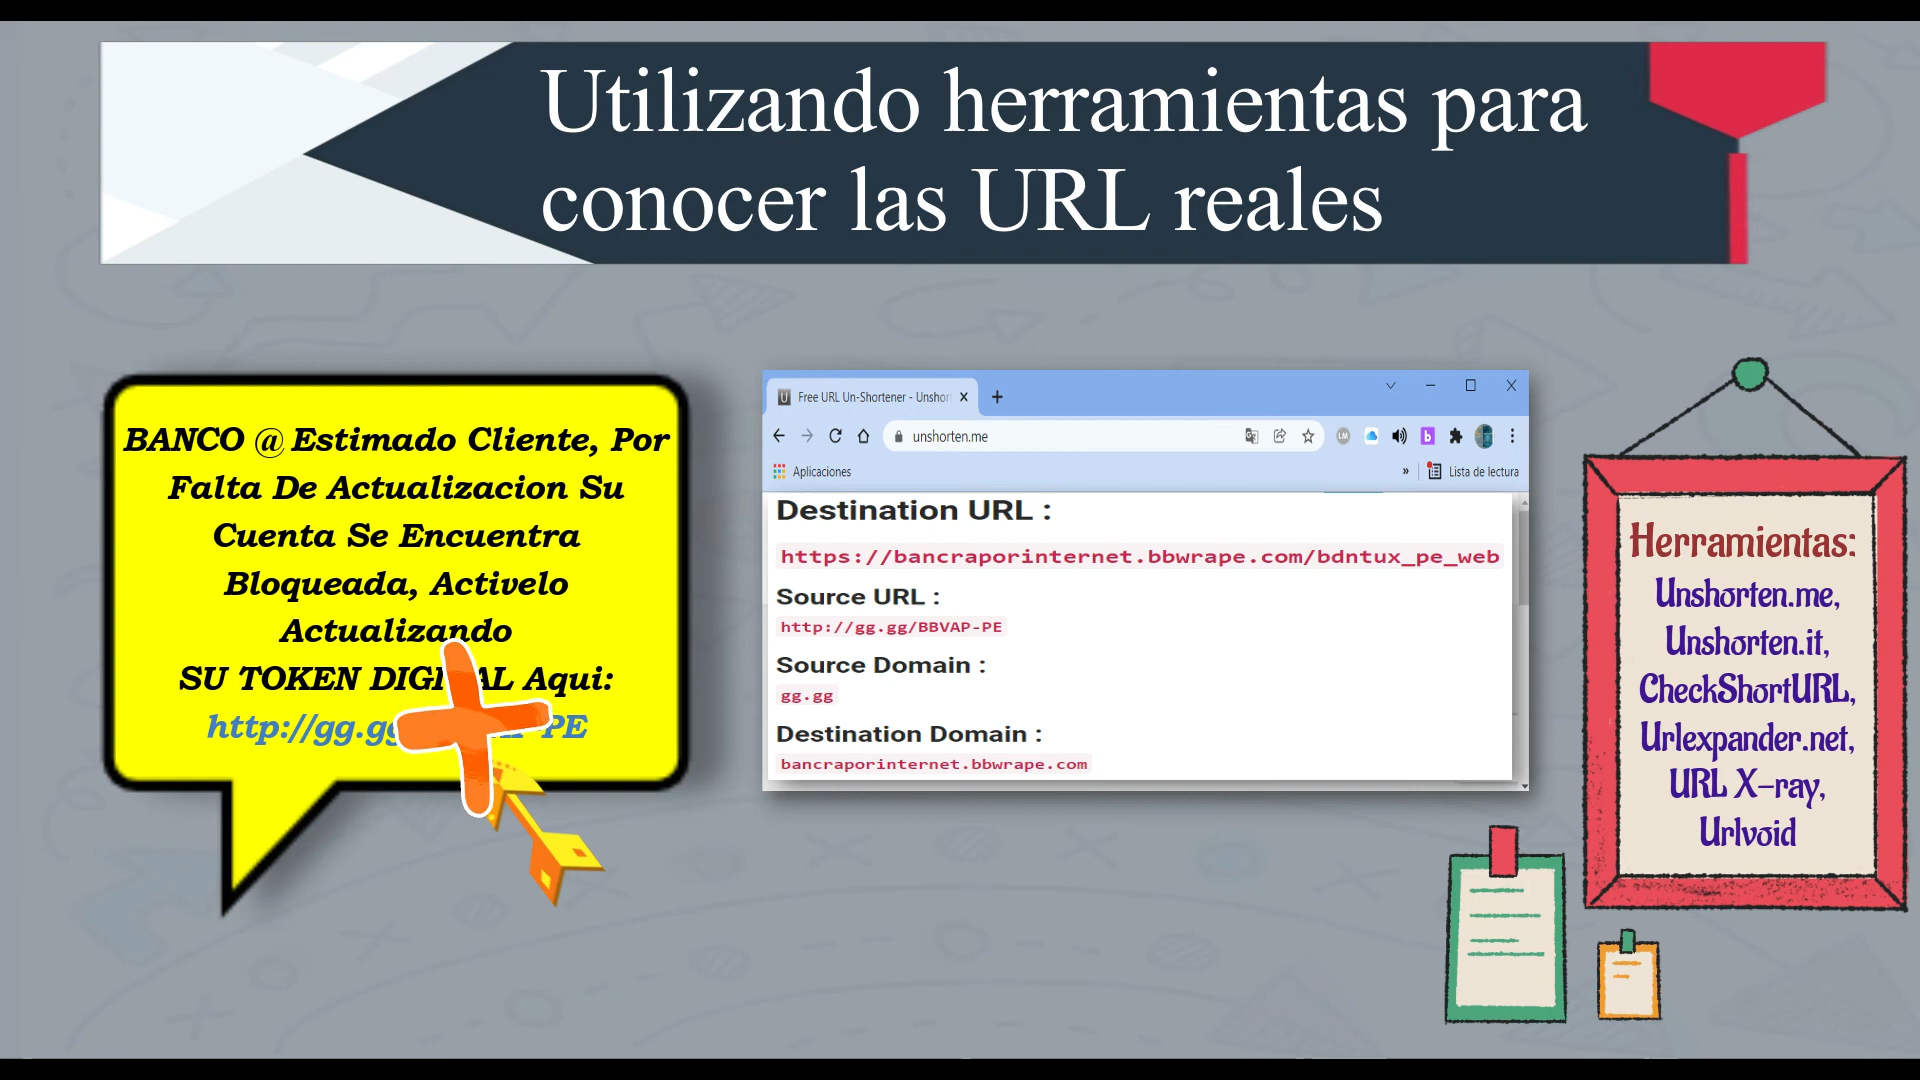 Utilizando herramientas para
conocer las URL reales
BANCO @ Estimado Cliente, Por
Falta De Actualizacion Su
Cuenta Se Encuentra
Bloqueada, Activelo
Actualizando
SU TOKEN DIGITAL Aqui:
http://gg.gg
PE
Free URL Un-Shortener - Unshor
unshorten.me
Aplicaciones
» Lista de lectura
Destination URL :
https://bancraporinternet.bbwrape.com/bdntux_pe_web
Source URL :
http://gg.gg/BBVAP-PE
Source Domain :
gg.gg
Destination Domain :
bancraporinternet.bbwrape.com
Herramientas:
Unshorten.me,
Unshorten.it,
CheckShortURL,
Urlexpander.net,
URL X-ray,
Urlvoid